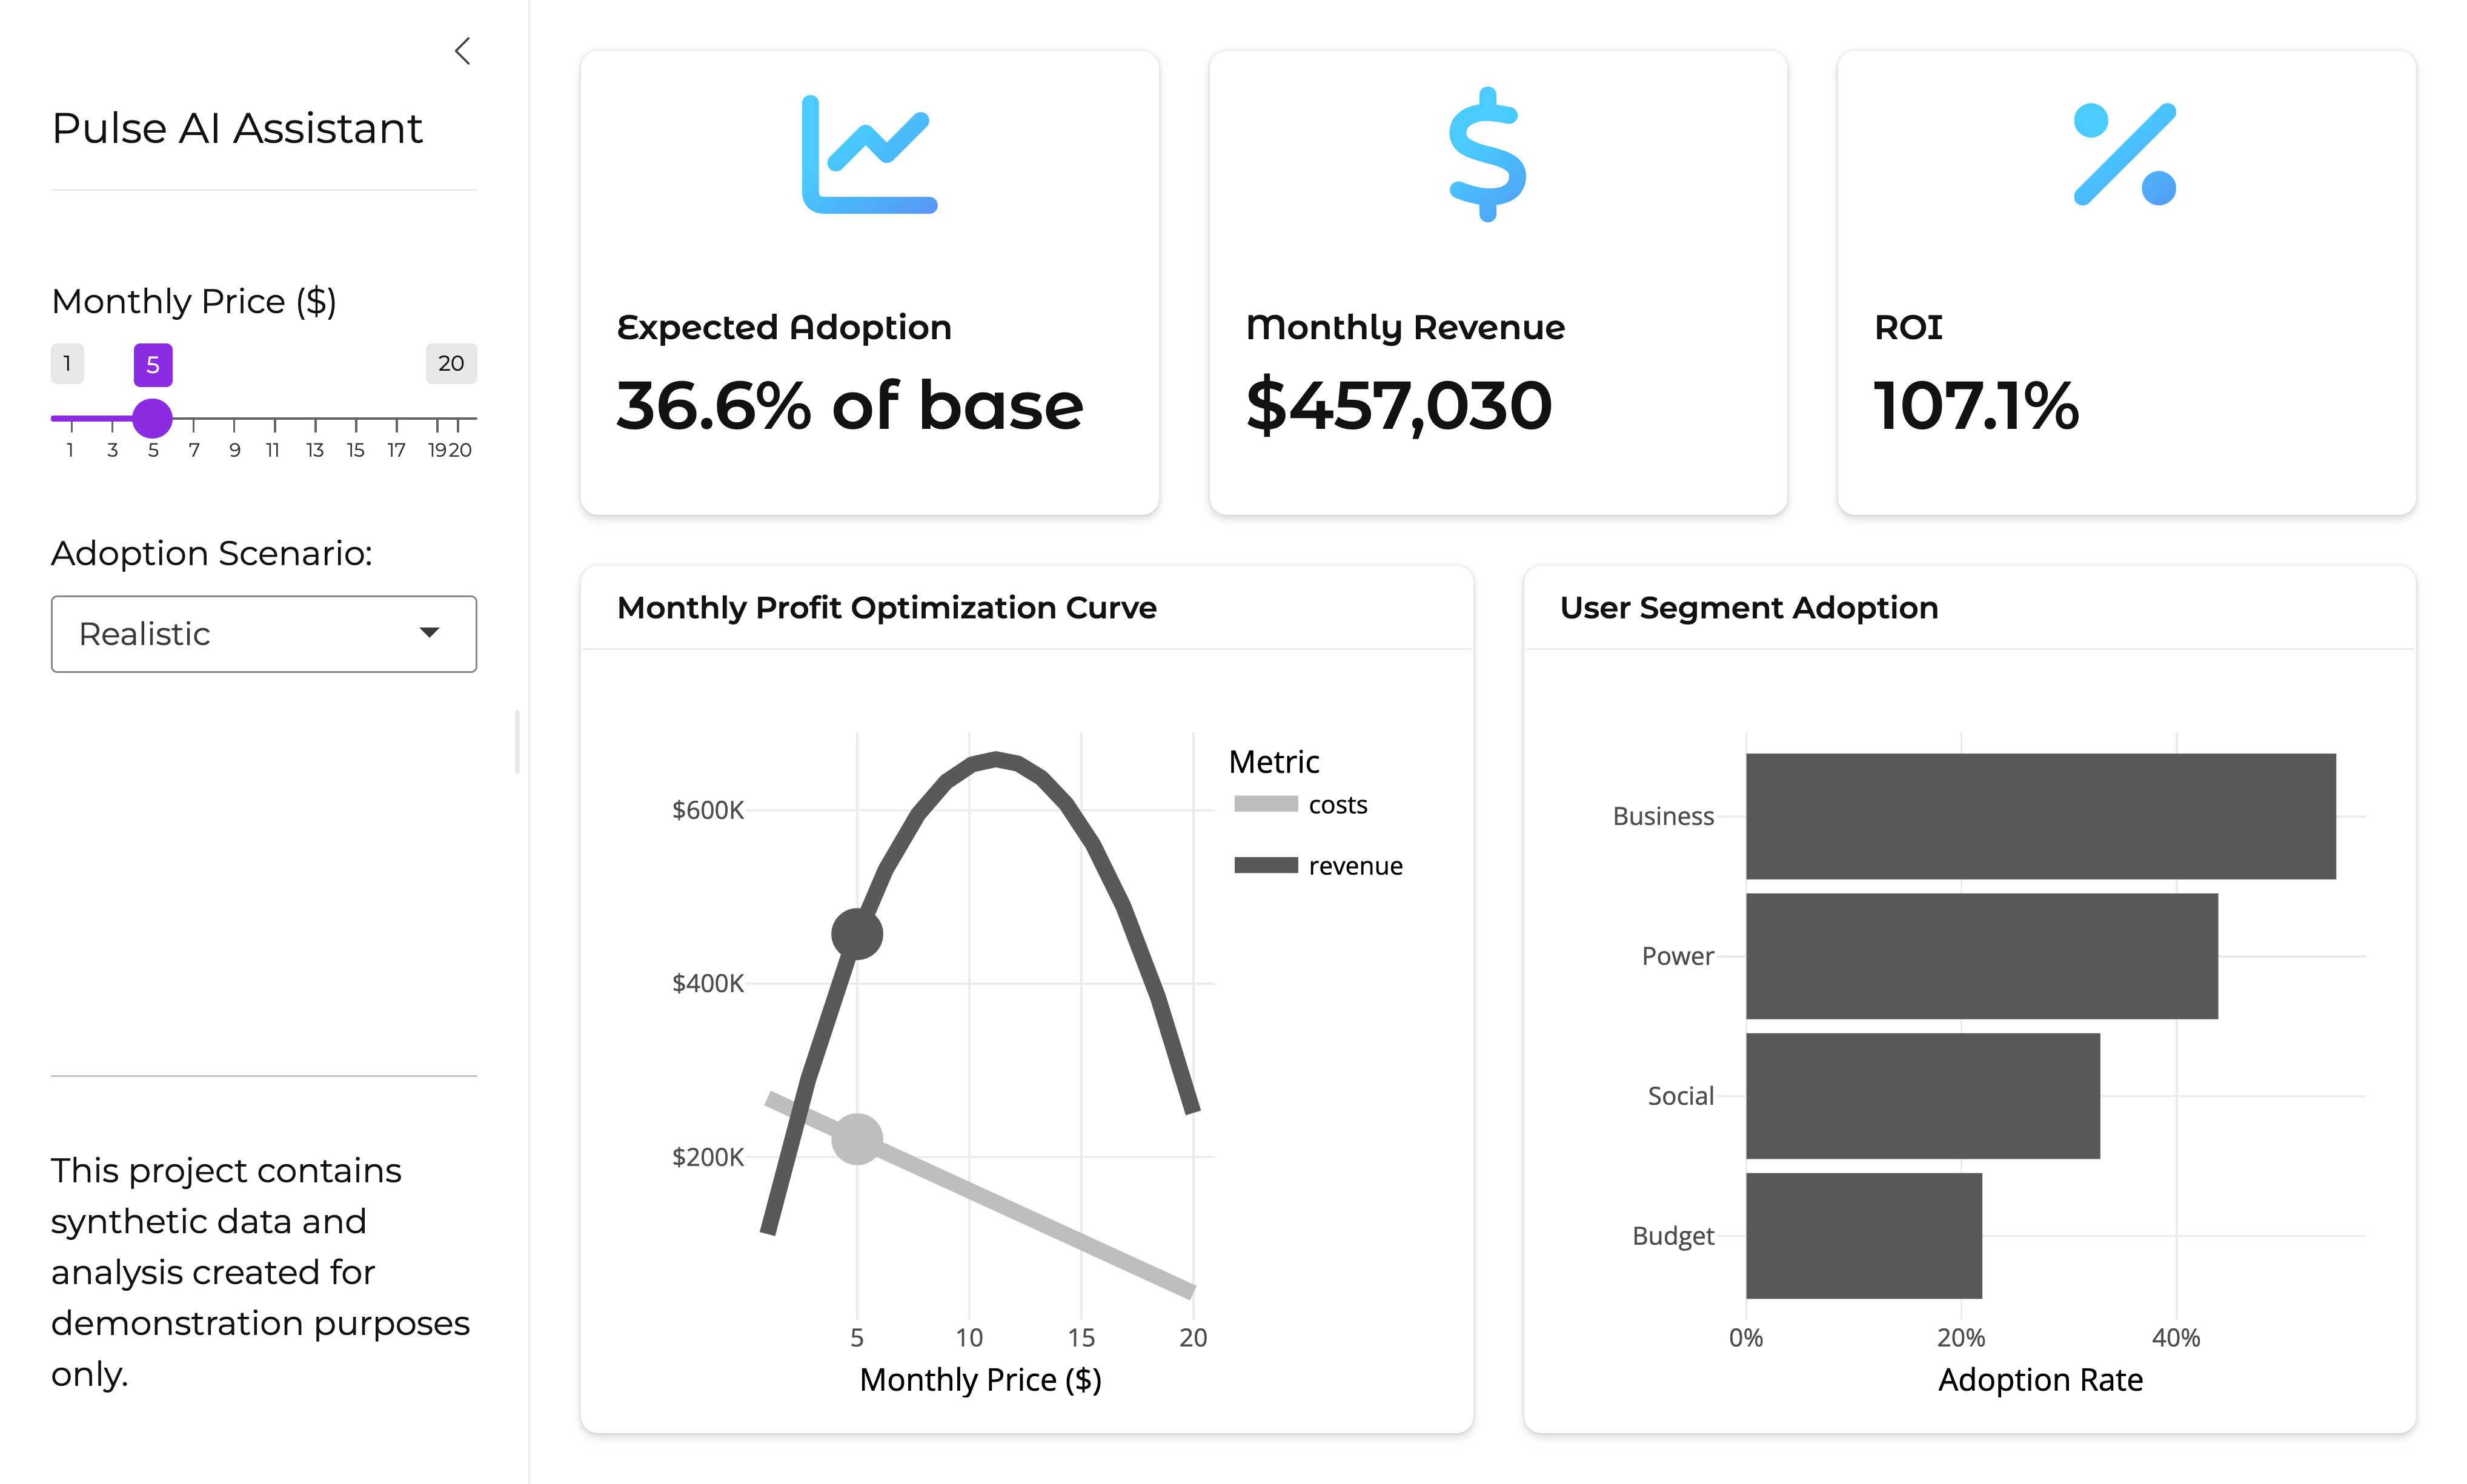 Pulse AI Assistant
Monthly Price ($)
1 5 20
1 3 5 7 9 11 13 15 17 19 20
Adoption Scenario:
Realistic
This project contains
synthetic data and
analysis created for
demonstration purposes
only.
Expected Adoption
36.6% of base
Monthly Revenue
$457,030
ROI
107.1%
Monthly Profit Optimization Curve
Metric
costs
revenue
$600K
$400K
$200K
5 10 15 20
Monthly Price ($)
User Segment Adoption
Business
Power
Social
Budget
0% 20% 40%
Adoption Rate